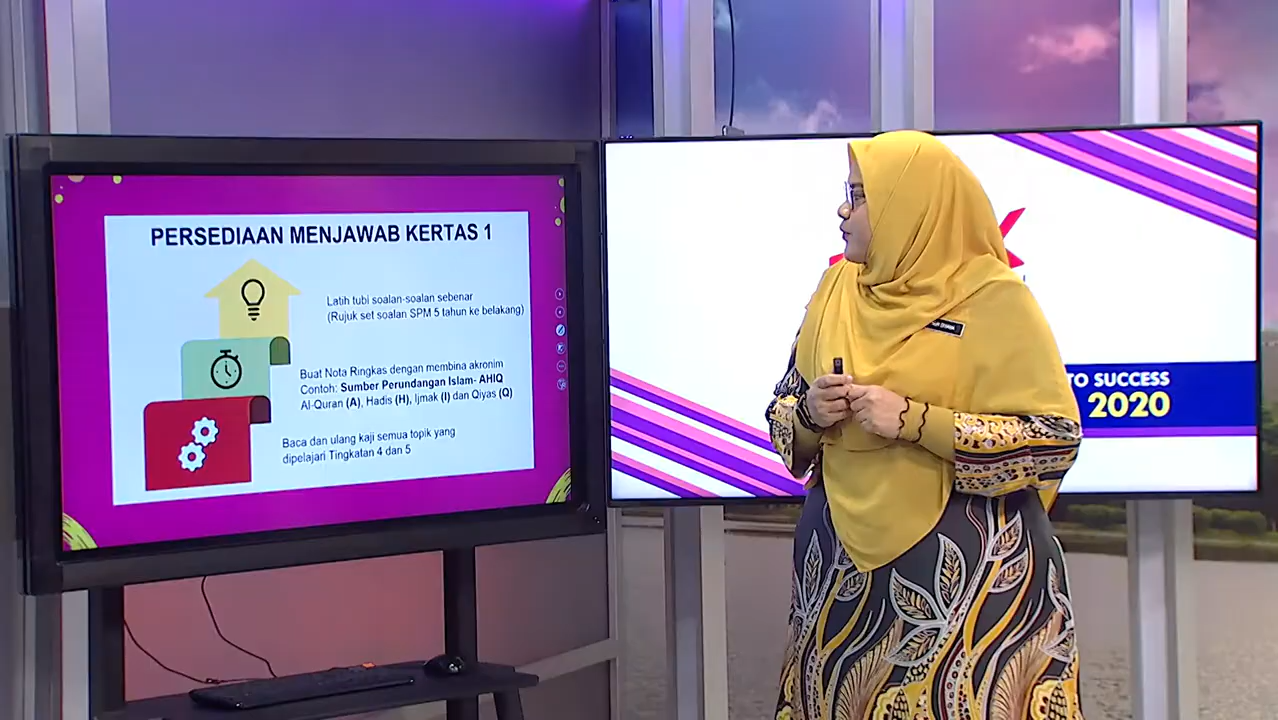 PERSEDIAAN MENJAWAB KERTAS 1
Latih tubi soalan-soalan sebenar
(Rujuk set soalan SPM 5 tahun ke belakang)
Buat Nota Ringkas dengan membina akronim
Contoh: Sumber Perundangan Islam- AHIQ
Al-Quran (A), Hadis (H), Ijmak (I) dan Qiyas (Q)
Baca dan ulang kaji semua topik yang
dipelajari Tingkatan 4 dan 5
TO SUCCESS
2020